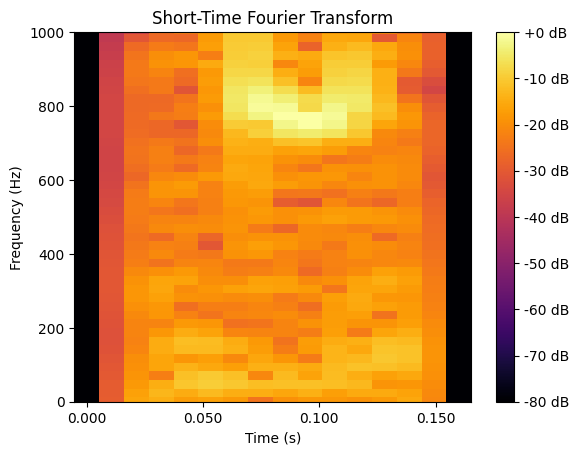 Short-Time Fourier Transform
1000
800
600
400
200
0
Frequency (Hz)
0.000
0.050
0.100
0.150
Time (s)
+0 dB
-10 dB
-20 dB
-30 dB
-40 dB
-50 dB
-60 dB
-70 dB
-80 dB